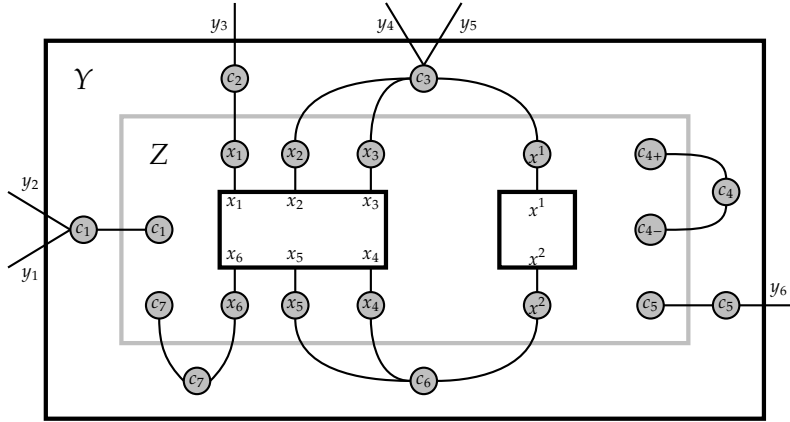 y₃ y₄ y₅
Y c₂ c₃
Z x₁ x₂ x₃ x¹ c₄₊
y₂ x₁ x₂ x₃ x¹ c₄
c₁ c₁ c₄₋
y₁ x₆ x₅ x₄ x²
c₇ x₆ x₅ x₄ x² c₅ c₅ y₆
c₇ c₆